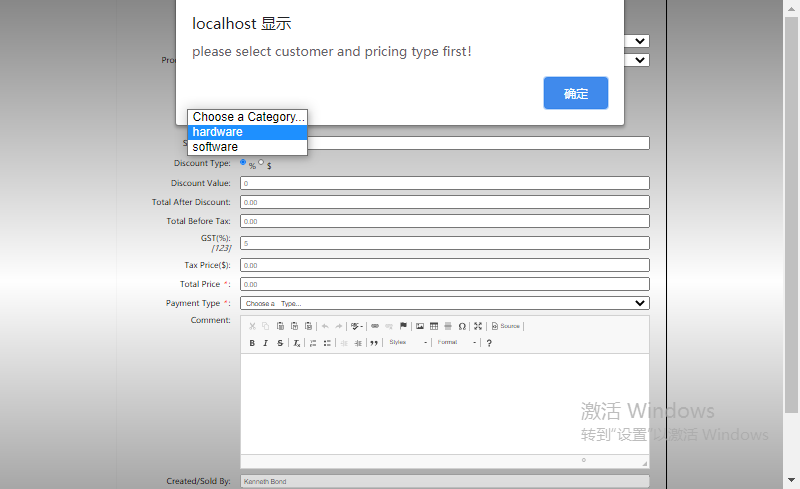 localhost 显示
please select customer and pricing type first!
确定
Choose a Category...
hardware
software
Discount Type:
%
$
Discount Value:
0
Total After Discount:
0.00
Total Before Tax:
0.00
GST(%):
[123]
5
Tax Price($):
0.00
Total Price *:
0.00
Payment Type *:
Choose a Type...
Comment:
Source
B I S
Styles
Format
?
激活 Windows
转到"设置"以激活 Windows
Created/Sold By:
Kenneth Bond